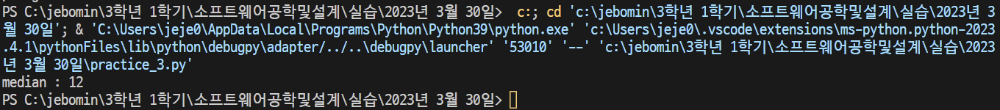 PS C:\jebomin\3학년 1학기\소프트웨어공학및설계\실습\2023년 3월 30일>  c:; cd 'c:\jebomin\3학년 1학기\소프트웨어공학및설계\실습\2023년 3
월 30일'; & 'C:\Users\jeje0\AppData\Local\Programs\Python\Python39\python.exe' 'c:\Users\jeje0\.vscode\extensions\ms-python.python-2023
.4.1\pythonFiles\lib\python\debugpy\adapter/../..\debugpy\launcher' '53010' '--' 'c:\jebomin\3학년 1학기\소프트웨어공학및설계\실습\2023
년 3월 30일\practice_3.py'
median : 12
PS C:\jebomin\3학년 1학기\소프트웨어공학및설계\실습\2023년 3월 30일>